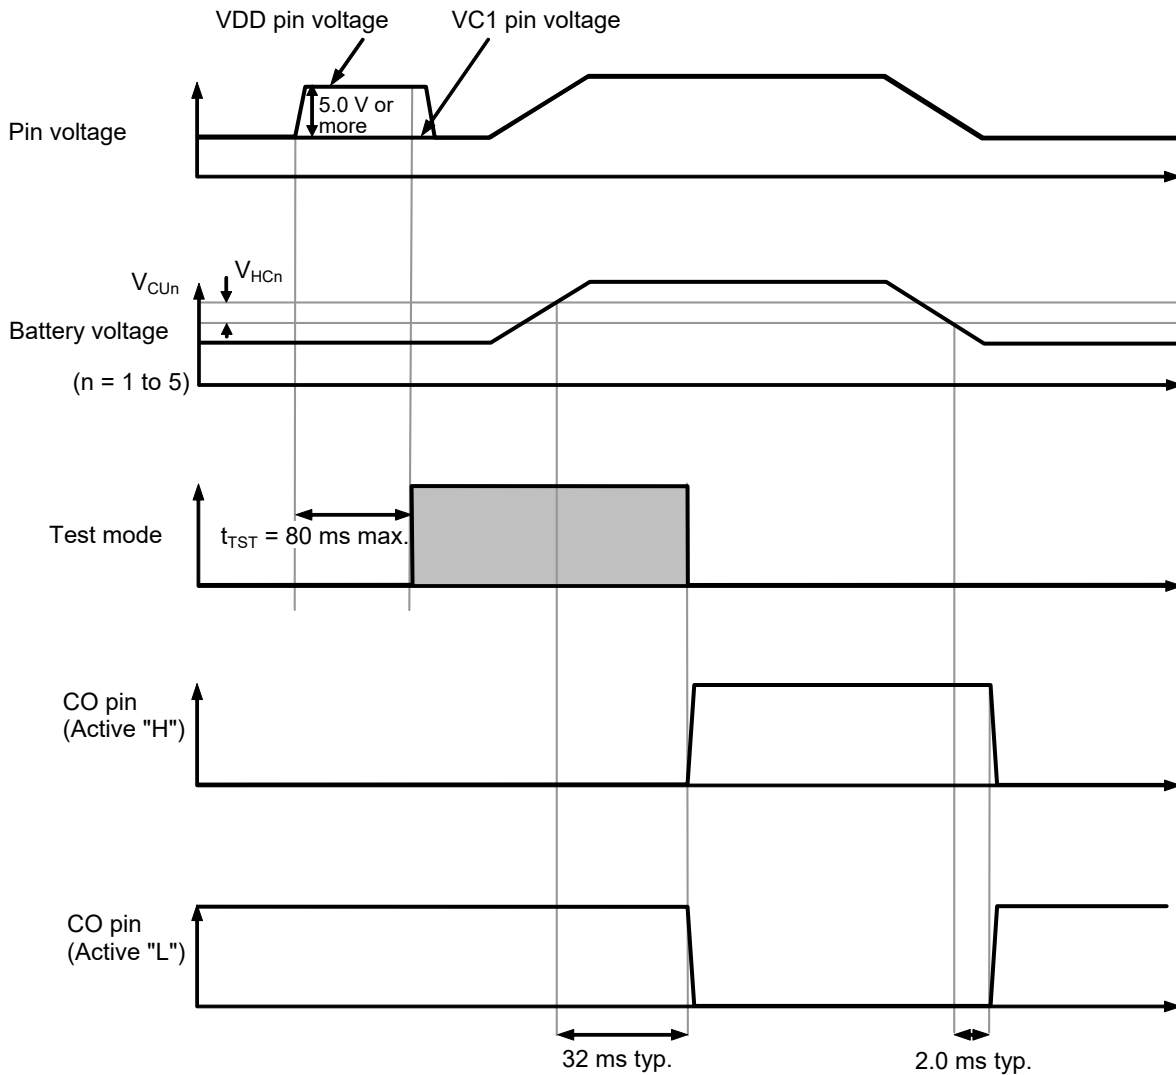 VDD pin voltage
VC1 pin voltage
5.0 V or
more
Pin voltage
VCUn
VHCn
Battery voltage
(n = 1 to 5)
Test mode
tTST = 80 ms max.
CO pin
(Active "H")
CO pin
(Active "L")
32 ms typ.
2.0 ms typ.